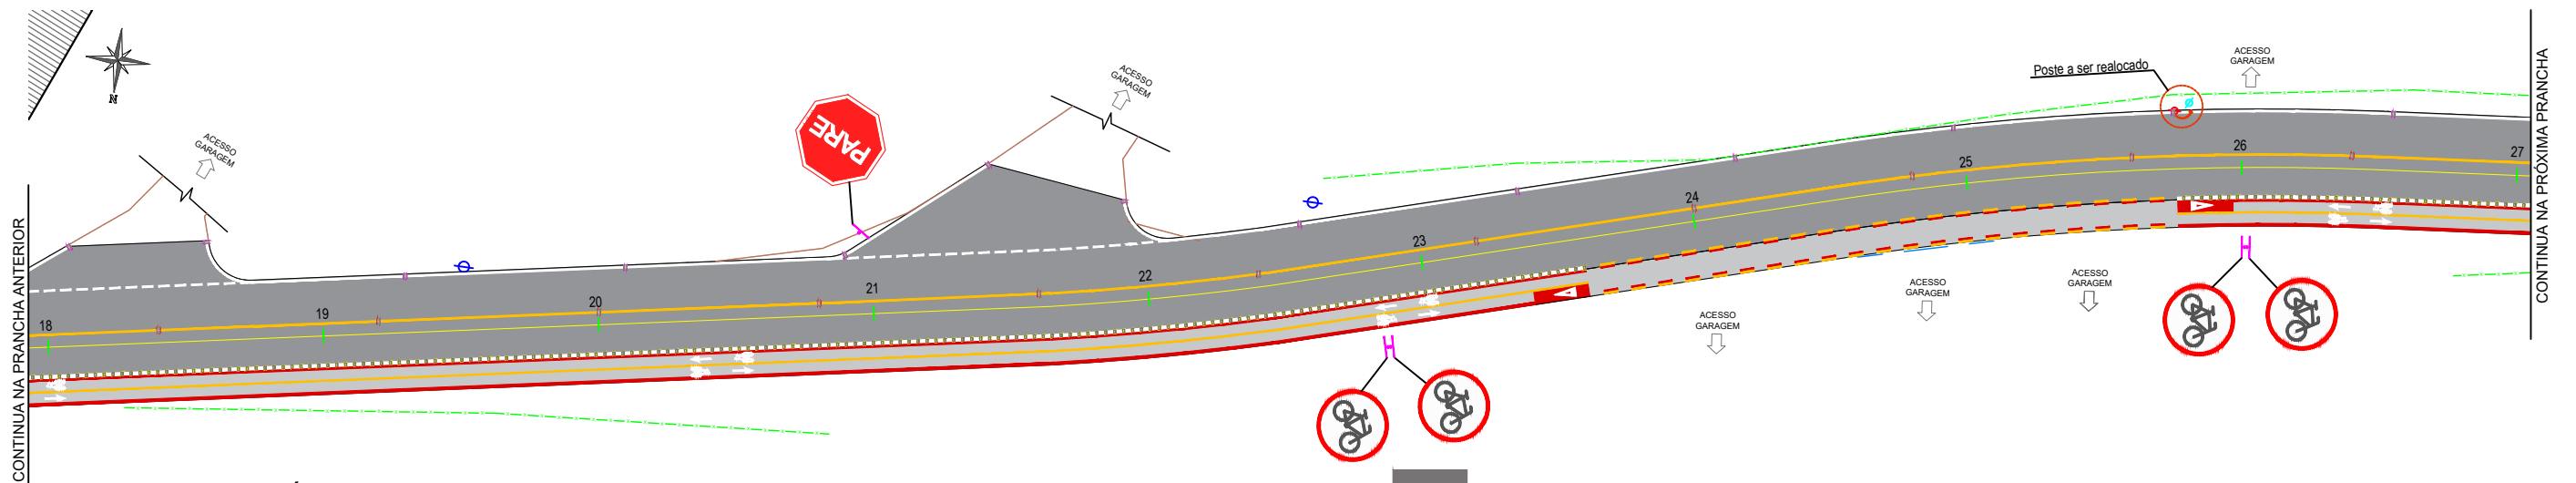 CONTINUA NA PRANCHA ANTERIOR
N
ACESSO
GARAGEM
PARE
ACESSO
GARAGEM
Poste a ser realocado
ACESSO
GARAGEM
CONTINUA NA PRÓXIMA PRANCHA
18
19
20
21
22
23
24
25
26
27
ACESSO
GARAGEM
ACESSO
GARAGEM
ACESSO
GARAGEM